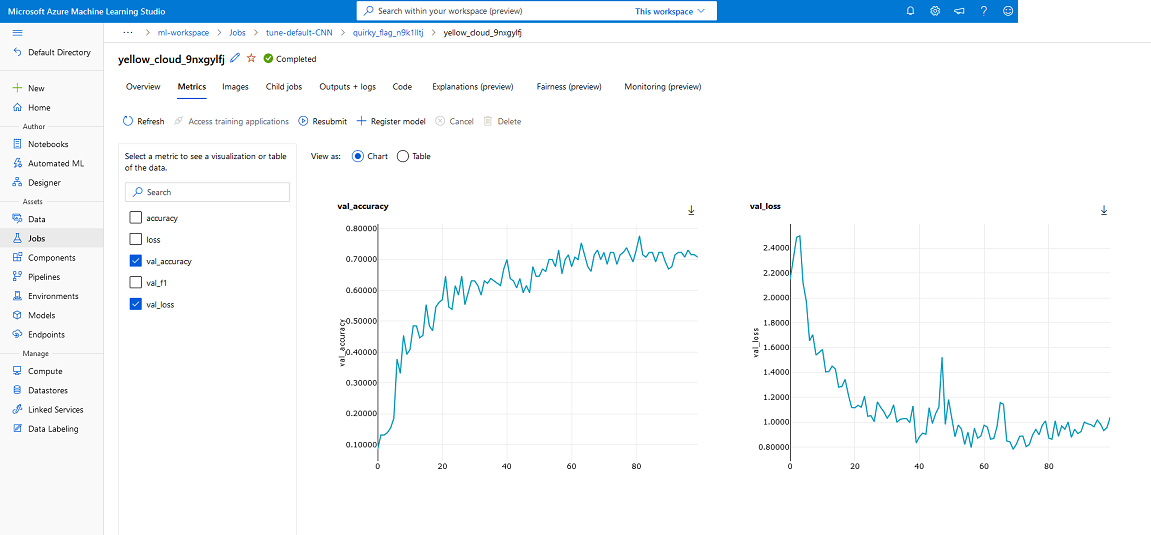 Microsoft Azure Machine Learning Studio
Search within your workspace (preview)
This workspace
?
Default Directory
New
Home
Author
Notebooks
Automated ML
Designer
Assets
Data
Jobs
Components
Pipelines
Environments
Models
Endpoints
Manage
Compute
Datastores
Linked Services
Data Labeling
... > ml-workspace > Jobs > tune-default-CNN > quirky_flag_n9k1lltj > yellow_cloud_9nxgylfj
yellow_cloud_9nxgylfj
Completed
Overview Metrics Images Child jobs Outputs + logs Code Explanations (preview) Fairness (preview) Monitoring (preview)
Refresh Access training applications Resubmit Register model Cancel Delete
Select a metric to see a visualization or table
of the data.
Search
accuracy
loss
val_accuracy
val_f1
val_loss
View as: Chart Table
val_accuracy
0.80000
0.70000
0.60000
0.50000
0.40000
0.30000
0.20000
0.10000
val_accuracy
0 20 40 60 80
val_loss
2.4000
2.2000
2.0000
1.8000
1.6000
1.4000
1.2000
1.0000
0.80000
val_loss
0 20 40 60 80